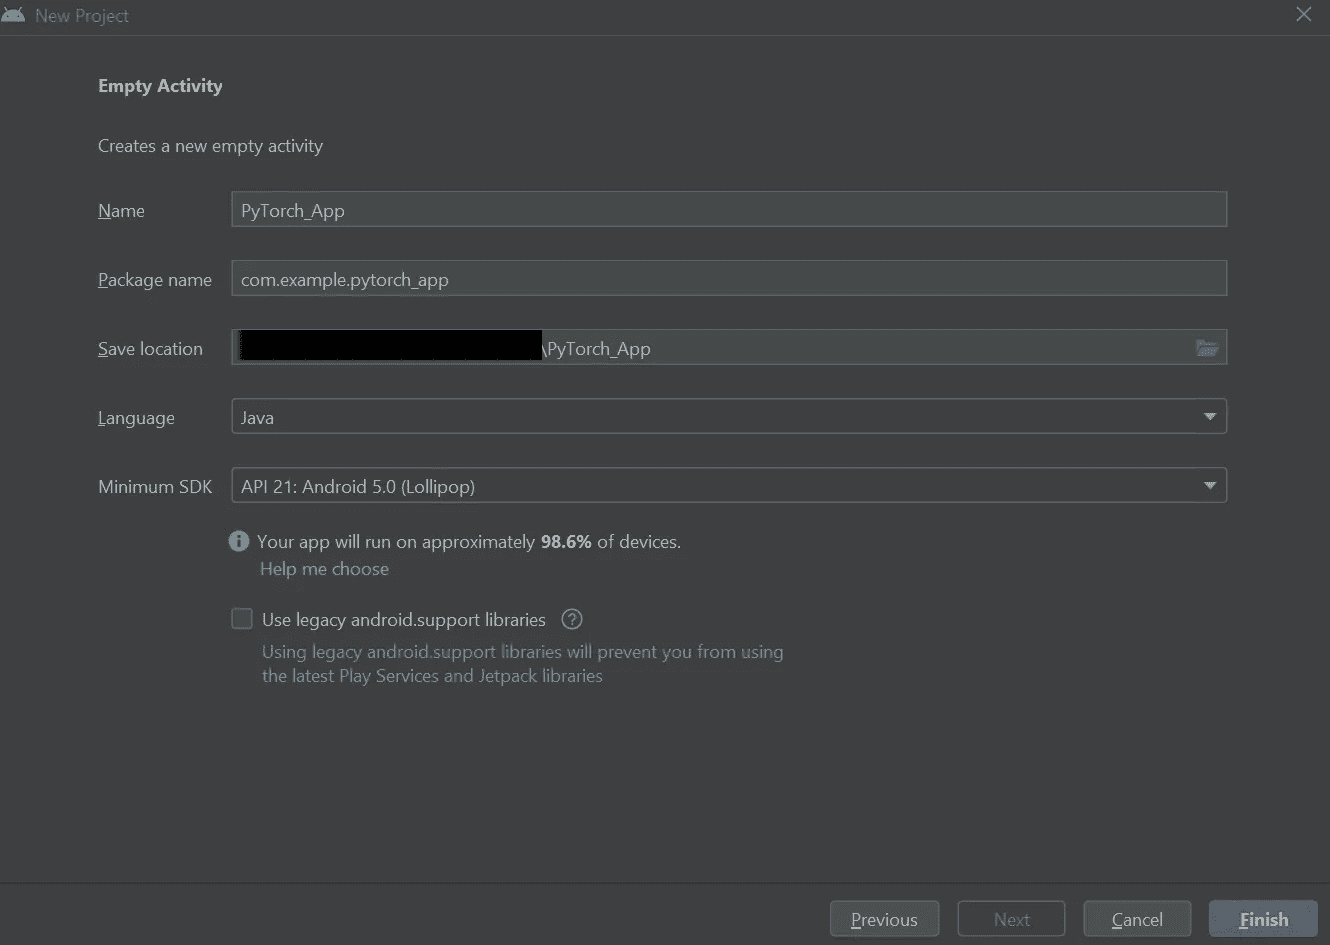 New Project
Empty Activity
Creates a new empty activity
Name PyTorch_App
Package name com.example.pytorch_app
Save location \PyTorch_App
Language Java
Minimum SDK API 21: Android 5.0 (Lollipop)
Your app will run on approximately 98.6% of devices.
Help me choose
Use legacy android.support libraries ?
Using legacy android.support libraries will prevent you from using
the latest Play Services and Jetpack libraries
Previous Next Cancel Finish